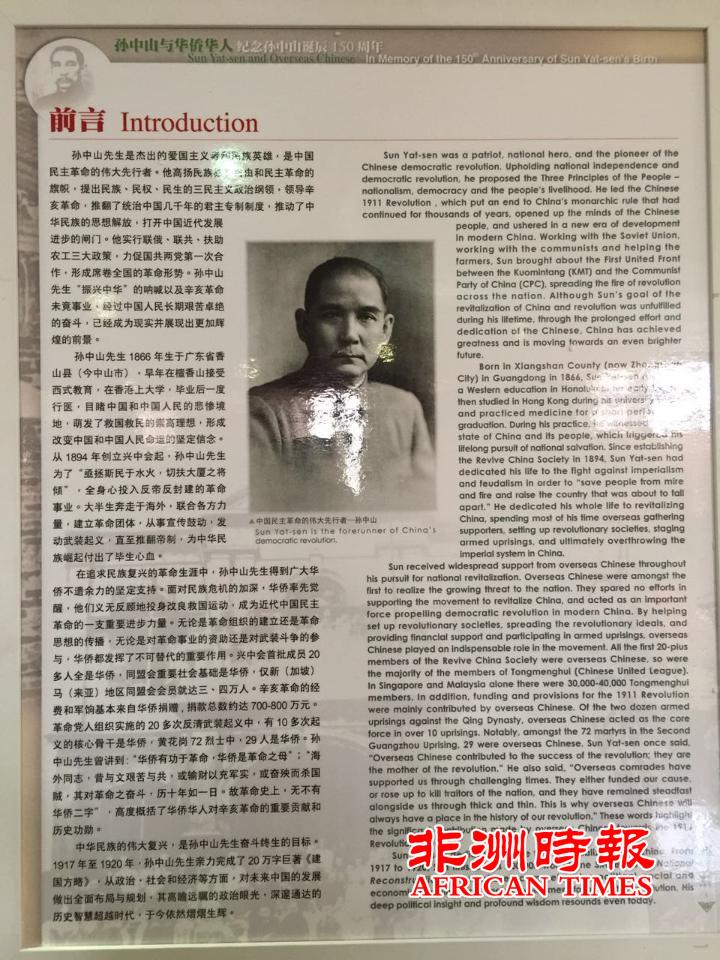 孙中山与华侨华人 纪念孙中山诞辰150周年
Sun Yat-sen and Overseas Chinese In Memory of the 150th Anniversary of Sun Yat-sen's Birth
前言 Introduction
孙中山先生是杰出的爱国主义者和民族英雄，是中国
民主革命的伟大先行者。他高扬民族独立自由和民主革命的
旗帜，提出民族、民权、民生的三民主义政治纲领，领导辛
亥革命，推翻了统治中国几千年的君主专制制度，推动了中
华民族的思想解放，打开中国近代发展
进步的闸门。他实行联俄、联共、扶助
农工三大政策，力促国共两党第一次合
作，形成席卷全国的革命形势。孙中山
先生“振兴中华”的呐喊以及辛亥革命
未竟事业，经过中国人民长期艰苦卓绝
的奋斗，已经成为现实并展现出更加辉
煌的前景。
孙中山先生1866年生于广东省香
山县（今中山市），早年在檀香山接受
西式教育，在香港上大学，毕业后一度
行医，目睹中国和中国人民的悲惨境
地，萌发了救国救民的崇高理想，形成
改变中国和中国人民命运的坚定信念。
从1894年创立兴中会起，孙中山先生
为了“亟拯斯民于水火，切扶大厦之将
倾”，全身心投入反帝反封建的革命
事业。大半生奔走于海外，联合各方力
量，建立革命团体，从事宣传鼓动，发
动武装起义，直至推翻帝制，为中华民
族崛起付出了毕生心血。
在追求民族复兴的革命生涯中，孙中山先生得到广大华
侨不遗余力的坚定支持。面对民族危机的加深，华侨率先觉
醒，他们义无反顾地投身改良救国运动，成为近代中国民主
革命的一支重要进步力量。无论是革命组织的建立还是革命
思想的传播，无论是对革命事业的资助还是对武装斗争的参
与，华侨都发挥了不可替代的重要作用。兴中会首批成员20
多人全是华侨，同盟会重要社会基础是华侨，仅新（加坡）
马（来亚）地区同盟会会员就达三、四万人。辛亥革命的经
费和军饷基本来自华侨捐赠，捐款总数约达700-800万元。
革命党人组织实施的20多次反清武装起义中，有10多次起
义的核心骨干是华侨，黄花岗72烈士中，29人是华侨。孙
中山先生曾讲到：“华侨有功于革命，华侨是革命之母”；“海
外同志，昔与文艰苦与共，或输财以充军实，或奋殃而杀国
贼，其对革命之奋斗，历十年如一日。故革命史上，无不有
华侨二字”，高度概括了华侨华人对辛亥革命的重要贡献和
历史功勋。
中华民族的伟大复兴，是孙中山先生奋斗终生的目标。
1917年至1920年，孙中山先生亲力完成了20万字巨著《建
国方略》，从政治、社会和经济等方面，对未来中国的发展
做出全面布局与规划，其高瞻远瞩的政治眼光，深邃通达的
历史智慧超越时代，于今依然熠熠生辉。
▲中国民主革命的伟大先行者—孙中山
Sun Yat-sen is the forerunner of China's
democratic revolution.
Sun Yat-sen was a patriot, national hero, and the pioneer of the
Chinese democratic revolution. Upholding national independence and
democratic revolution, he proposed the Three Principles of the People –
nationalism, democracy and the people's livelihood. He led the Chinese
1911 Revolution , which put an end to China's monarchic rule that had
continued for thousands of years, opened up the minds of the Chinese
people, and ushered in a new era of development
in modern China. Working with the Soviet Union,
working with the communists and helping the
farmers, Sun brought about the First United Front
between the Kuomintang (KMT) and the Communist
Party of China (CPC), spreading the fire of revolution
across the nation. Although Sun's goal of the
revitalization of China and revolution was unfulfilled
during his lifetime, through the prolonged effort and
dedication of the Chinese, China has achieved
greatness and is moving towards an even brighter
future.
Born in Xiangshan County (now Zhongshan
City) in Guangdong in 1866, Sun Yat-sen
a Western education in Honolulu
then studied in Hong Kong during his university
and practiced medicine for a short period
graduation. During his practice, he witnessed
state of China and its people, which triggered his
lifelong pursuit of national salvation. Since establishing
the Revive China Society in 1894, Sun Yat-sen had
dedicated his life to the fight against imperialism
and feudalism in order to “save people from mire
and fire and raise the country that was about to fall
apart.” He dedicated his whole life to revitalizing
China, spending most of his time overseas gathering
supporters, setting up revolutionary societies, staging
armed uprisings, and ultimately overthrowing the
imperial system in China.
Sun received widespread support from overseas Chinese throughout
his pursuit for national revitalization. Overseas Chinese were amongst the
first to realize the growing threat to the nation. They spared no efforts in
supporting the movement to revitalize China, and acted as an important
force propelling democratic revolution in modern China. By helping
set up revolutionary societies, spreading the revolutionary ideals, and
providing financial support and participating in armed uprisings, overseas
Chinese played an indispensable role in the movement. All the first 20-plus
members of the Revive China Society were overseas Chinese, so were
the majority of the members of Tongmenghui (Chinese United League).
In Singapore and Malaysia alone there were 30,000-40,000 Tongmenghui
members. In addition, funding and provisions for the 1911 Revolution
were mainly contributed by overseas Chinese. Of the two dozen armed
uprisings against the Qing Dynasty, overseas Chinese acted as the core
force in over 10 uprisings. Notably, amongst the 72 martyrs in the Second
Guangzhou Uprising, 29 were overseas Chinese. Sun Yat-sen once said,
“Overseas Chinese contributed to the success of the revolution; they are
the mother of the revolution.” He also said, “Overseas comrades have
supported us through challenging times. They either funded our cause,
or rose up to kill traitors of the nation, and they have remained steadfast
alongside us through thick and thin. This is why overseas Chinese will
always have a place in the history of our revolution.” These words highlight
the significant contribution made by overseas Chinese towards the 1911
Revolution
Sun
1917 to 1920
Reconstr
econom
deep political insight and profound wisdom resounds even today.
非洲時報
AFRICAN TIMES